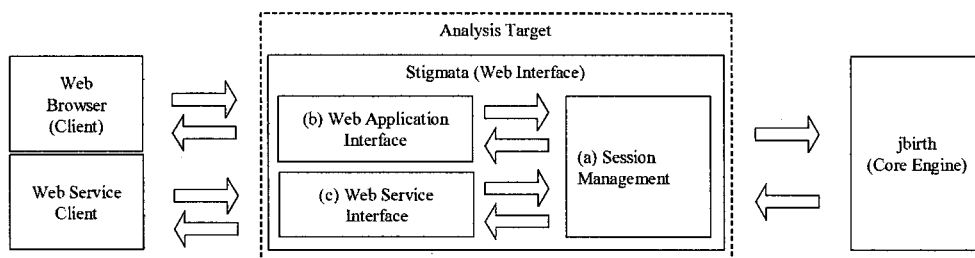 Analysis Target
Stigmata (Web Interface)
Web
Browser
(Client)
Web Service
Client
(b) Web Application
Interface
(c) Web Service
Interface
(a) Session
Management
jbirth
(Core Engine)